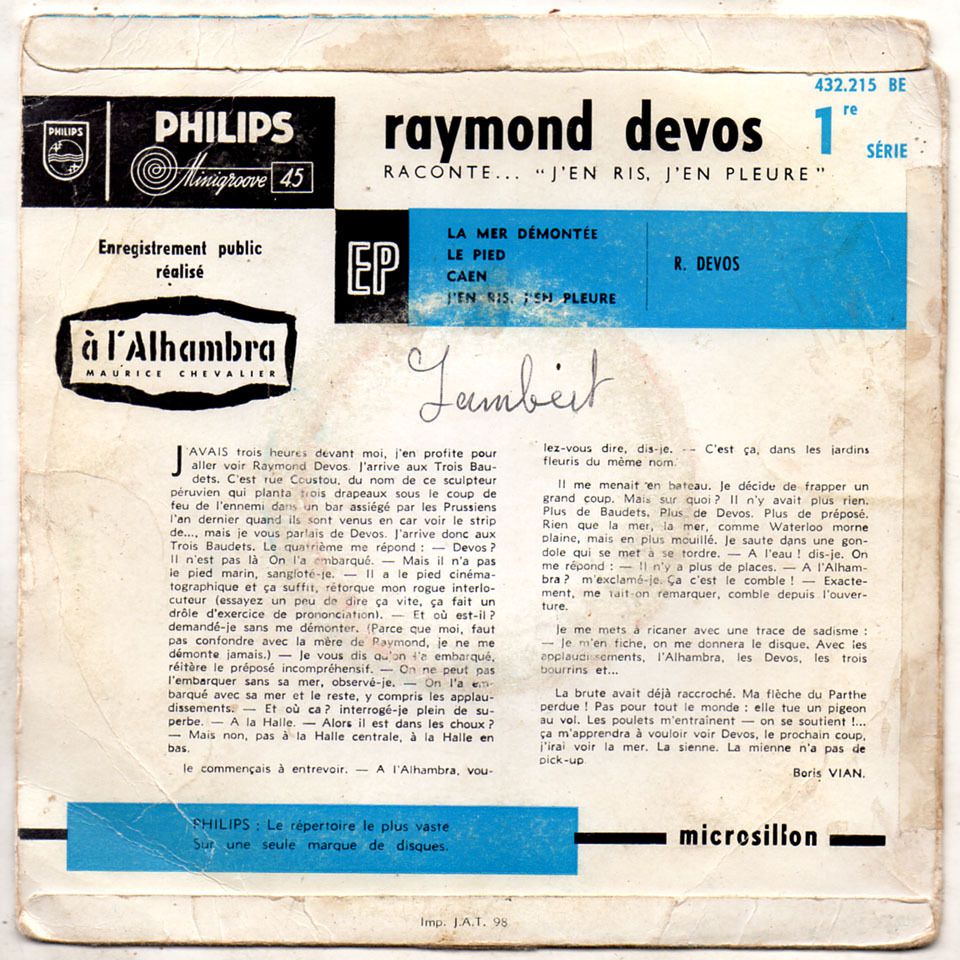 432.215 BE
PHILIPS
PHILIPS
Minigroove 45
raymond devos
1re
SÉRIE
RACONTE... "J'EN RIS, J'EN PLEURE"
Enregistrement public
réalisé
à l'Alhambra
MAURICE CHEVALIER
EP
LA MER DÉMONTÉE
LE PIED
CAEN
J'EN RIS, J'EN PLEURE
R. DEVOS
Lambert
J'AVAIS trois heures devant moi, j'en profite pour
aller voir Raymond Devos. J'arrive aux Trois Bau-
dets. C'est rue Coustou, du nom de ce sculpteur
péruvien qui planta trois drapeaux sous le coup de
feu de l'ennemi dans un bar assiégé par les Prussiens
l'an dernier quand ils sont venus en car voir le strip
de..., mais je vous parlais de Devos. J'arrive donc aux
Trois Baudets. Le quatrième me répond : — Devos ?
Il n'est pas là On l'a embarqué. — Mais il n'a pas
le pied marin, sangloté-je. — Il a le pied cinéma-
tographique et ça suffit, rétorque mon rogue interlo-
cuteur (essayez un peu de dire ça vite, ça fait un
drôle d'exercice de prononciation). — Et où est-il ?
demandé-je sans me démonter. (Parce que moi, faut
pas confondre avec la mère de Raymond, je ne me
démonte jamais.) — Je vous dis qu'on l'a embarqué,
réitère le préposé incompréhensif. — On ne peut pas
l'embarquer sans sa mer, observé-je. — On l'a em-
barqué avec sa mer et le reste, y compris les applau-
dissements. — Et où ca ? interrogé-je plein de su-
perbe. — A la Halle. — Alors il est dans les choux ?
— Mais non, pas à la Halle centrale, à la Halle en
bas.
Je commençais à entrevoir. — A l'Alhambra, vou-
lez-vous dire, dis-je. — C'est ça, dans les jardins
fleuris du même nom.
Il me menait en bateau. Je décide de frapper un
grand coup. Mais sur quoi ? Il n'y avait plus rien.
Plus de Baudets. Plus de Devos. Plus de préposé.
Rien que la mer, la mer, comme Waterloo morne
plaine, mais en plus mouillé. Je saute dans une gon-
dole qui se met à se tordre. — A l'eau ! dis-je. On
me répond : — Il n'y a plus de places. — A l'Alham-
bra ? m'exclamé-je. Ça c'est le comble ! — Exacte-
ment, me fait-on remarquer, comble depuis l'ouver-
ture.
Je me mets à ricaner avec une trace de sadisme :
— Je m'en fiche, on me donnera le disque. Avec les
applaudissements, l'Alhambra, les Devos, les trois
bourrins et...
La brute avait déjà raccroché. Ma flèche du Parthe
perdue ! Pas pour tout le monde : elle tue un pigeon
au vol. Les poulets m'entraînent — on se soutient !...
ça m'apprendra à vouloir voir Devos, le prochain coup,
j'irai voir la mer. La sienne. La mienne n'a pas de
pick-up.
Boris VIAN.
PHILIPS : Le répertoire le plus vaste
Sur une seule marque de disques.
microsillon
Imp. J.A.T. 98